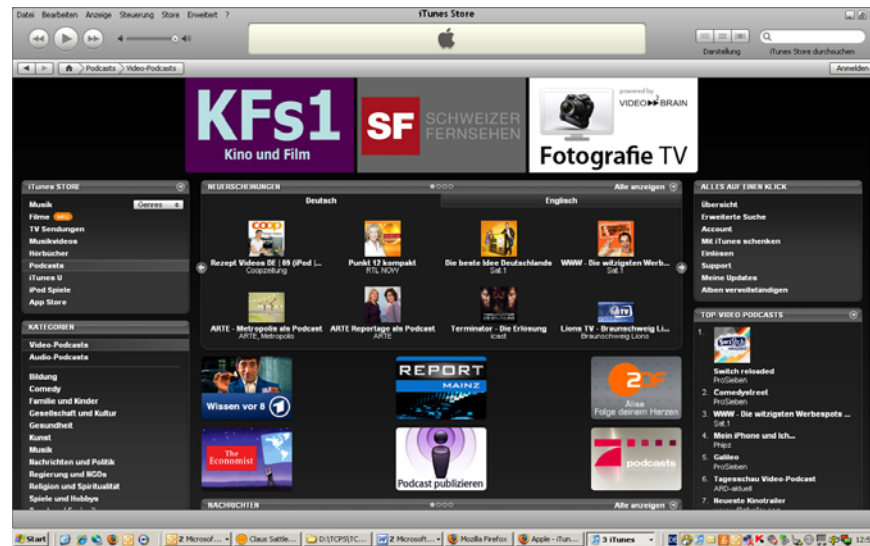 Datei Bearbeiten Anzeige Steuerung Store Erweitert ?
iTunes Store
Darstellung
iTunes Store durchsuchen
Podcasts
Video-Podcasts
Anmelden
KFs1
Kino und Film
SF SCHWEIZER
FERNSEHEN
powered by
VIDEO BRAIN
Fotografie TV
iTunes STORE
Musik
Genres
Filme NEU
TV Sendungen
Musikvideos
Hörbücher
Podcasts
iTunes U
iPod Spiele
App Store
KATEGORIEN
Video-Podcasts
Audio-Podcasts
Bildung
Comedy
Familie und Kinder
Gesellschaft und Kultur
Gesundheit
Kunst
Musik
Nachrichten und Politik
Regierung und NGOs
Religion und Spiritualität
Spiele und Hobbys
NEUERSCHEINUNGEN
Alle anzeigen
Deutsch
Englisch
coop
Rezept Videos DE | 09 (iPod |...
Coopzeitung
Punkt 12 kompakt
RTL NOW
Die beste Idee Deutschlands
Sat.1
WWW - Die witzigsten Werb...
Sat.1
ARTE - Metropolis als Podcast
ARTE, Metropolis
ARTE Reportage als Podcast
ARTE
Terminator - Die Erlösung
icast
Lions TV - Braunschweig Li...
Braunschweig Lions
Wissen vor 8
REPORT
MAINZ
ZDF
Alisa
Folge deinem Herzen
The
Economist
Podcast publizieren
podcasts
NACHRICHTEN
Alle anzeigen
ALLES AUF EINEN KLICK
Übersicht
Erweiterte Suche
Account
Mit iTunes schenken
Einlösen
Support
Meine Updates
Alben vervollständigen
TOP-VIDEO-PODCASTS
1.
Switch
reloaded
Switch reloaded
ProSieben
2. Comedystreet
ProSieben
3. WWW - Die witzigsten Werbespots ...
Sat.1
4. Mein iPhone und Ich...
Phipz
5. Galileo
ProSieben
6. Tagesschau Video-Podcast
ARD-aktuell
7. Neueste Kinotrailer
Start
2 Microsof...
Claus Sattle...
D:\TCPS\TC...
2 Microsoft...
Mozilla Firefox
Apple - iTun...
3 iTunes